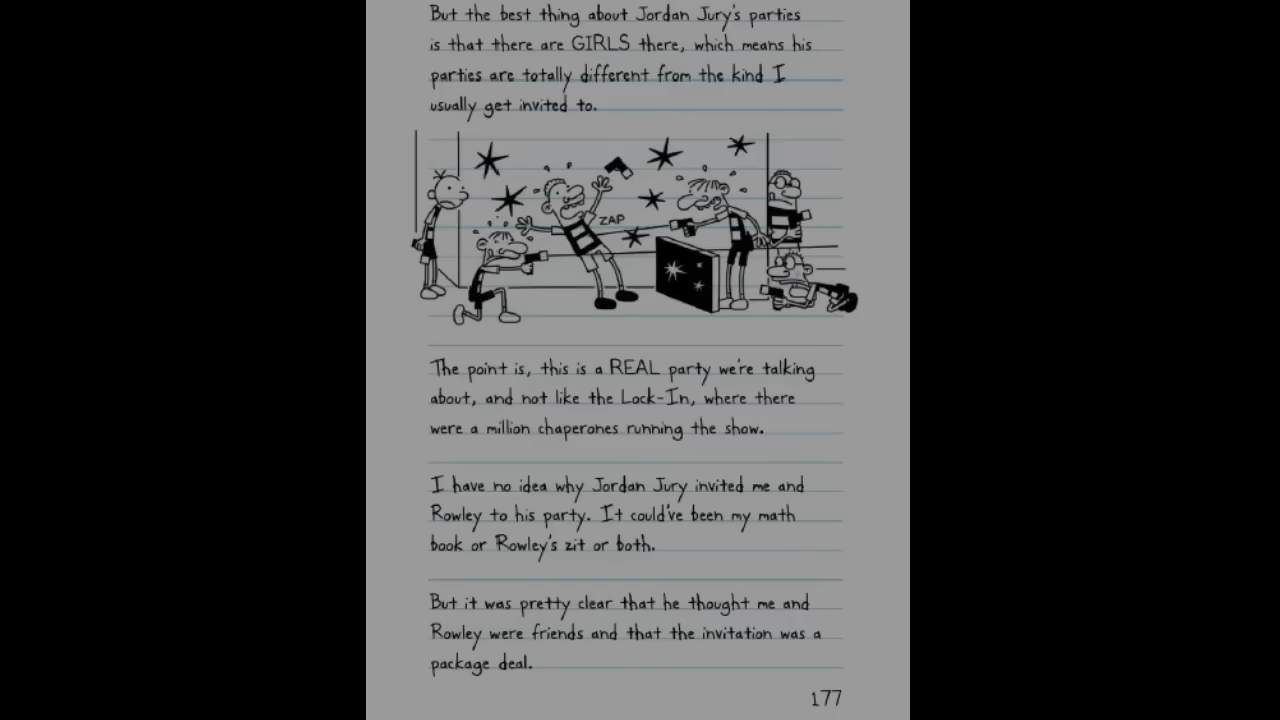 But the best thing about Jordan Jury's parties
is that there are GIRLS there, which means his
parties are totally different from the kind I
usually get invited to.
ZAP
The point is, this is a REAL party we're talking
about, and not like the Lock-In, where there
were a million chaperones running the show.
I have no idea why Jordan Jury invited me and
Rowley to his party. It could've been my math
book or Rowley's zit or both.
But it was pretty clear that he thought me and
Rowley were friends and that the invitation was a
package deal.
177